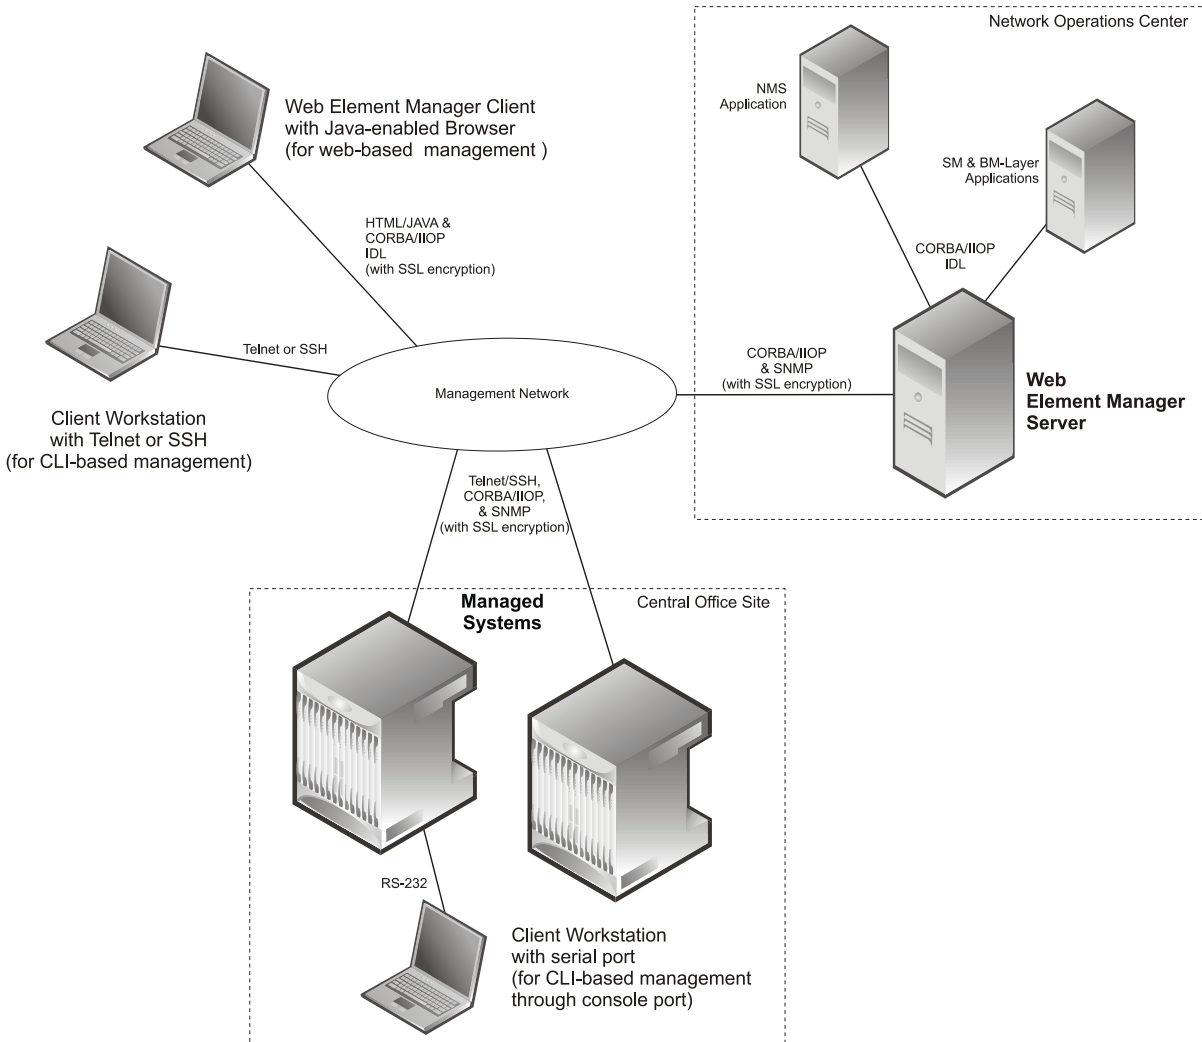 Network Operations Center
NMS
Application
SM & BM-Layer
Applications
CORBA/IIOP
IDL
Web Element Manager Client
with Java-enabled Browser
(for web-based management )
HTML/JAVA &
CORBA/IIOP
IDL
(with SSL encryption)
Telnet or SSH
Client Workstation
with Telnet or SSH
(for CLI-based management)
Management Network
CORBA/IIOP
& SNMP
(with SSL encryption)
Web
Element Manager
Server
Telnet/SSH,
CORBA/IIOP,
& SNMP
(with SSL encryption)
Managed
Systems
Central Office Site
RS-232
Client Workstation
with serial port
(for CLI-based management
through console port)